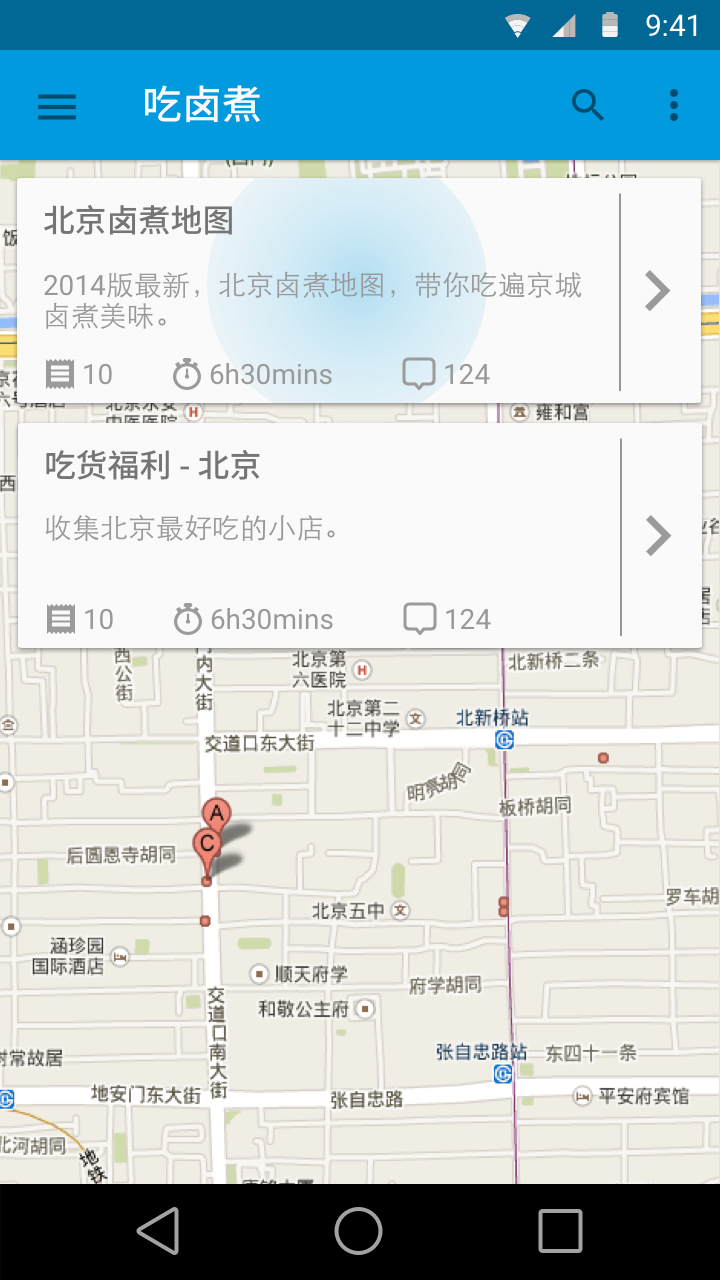 9:41
吃卤煮
北京卤煮地图
2014版最新，北京卤煮地图，带你吃遍京城
卤煮美味。
10
6h30mins
124
H
雍和宫
西
吃货福利 - 北京
收集北京最好吃的小店。
10
6h30mins
124
西公街
门内大街
北京第
六医院
H
北新桥二条
北京第二
十二中学
文
北新桥站
交道口东大街
明亮胡同
板桥胡同
A
C
后圆恩寺胡同
罗车胡
北京五中
文
涵珍园
国际酒店
顺天府学
府学胡同
和敬公主府
交道口南大街
张自忠路站
东四十一条
常故居
地安门东大街
张自忠路
平安府宾馆
北河胡同
地铁